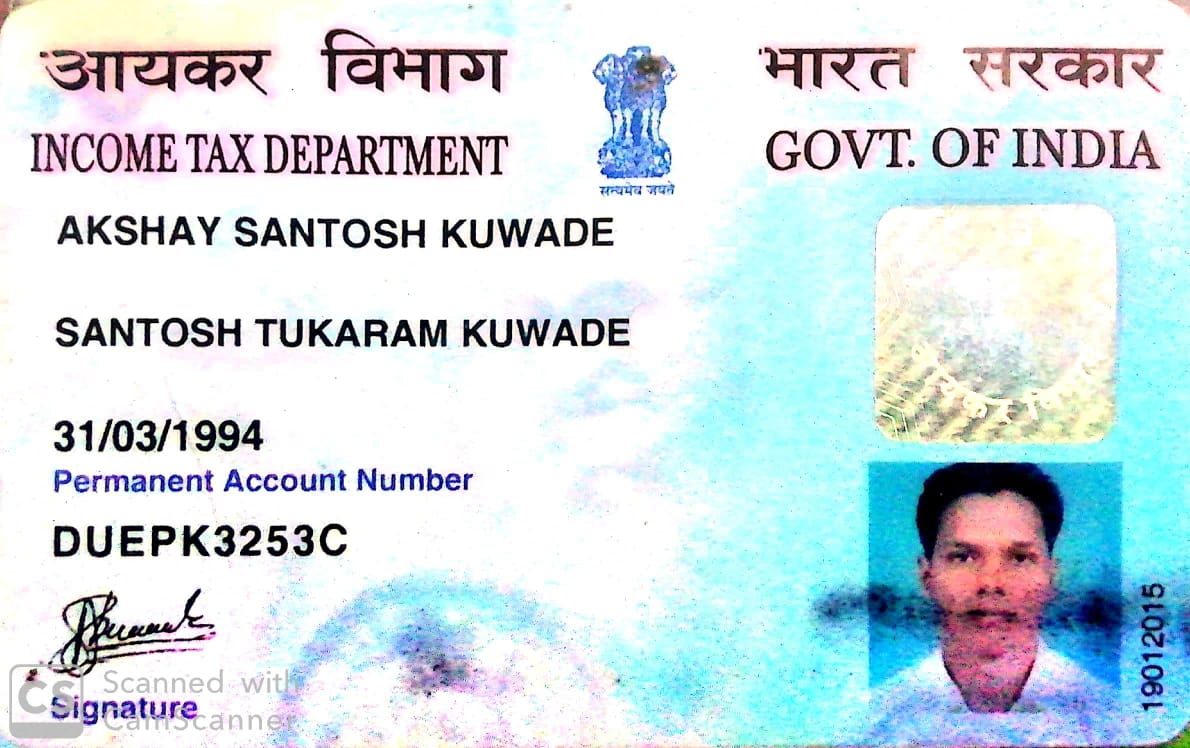 आयकर विभाग
INCOME TAX DEPARTMENT
सत्यमेव जयते
भारत सरकार
GOVT. OF INDIA
AKSHAY SANTOSH KUWADE
SANTOSH TUKARAM KUWADE
31/03/1994
Permanent Account Number
DUEPK3253C
Signature
19012015
CS
Scanned with
CamScanner